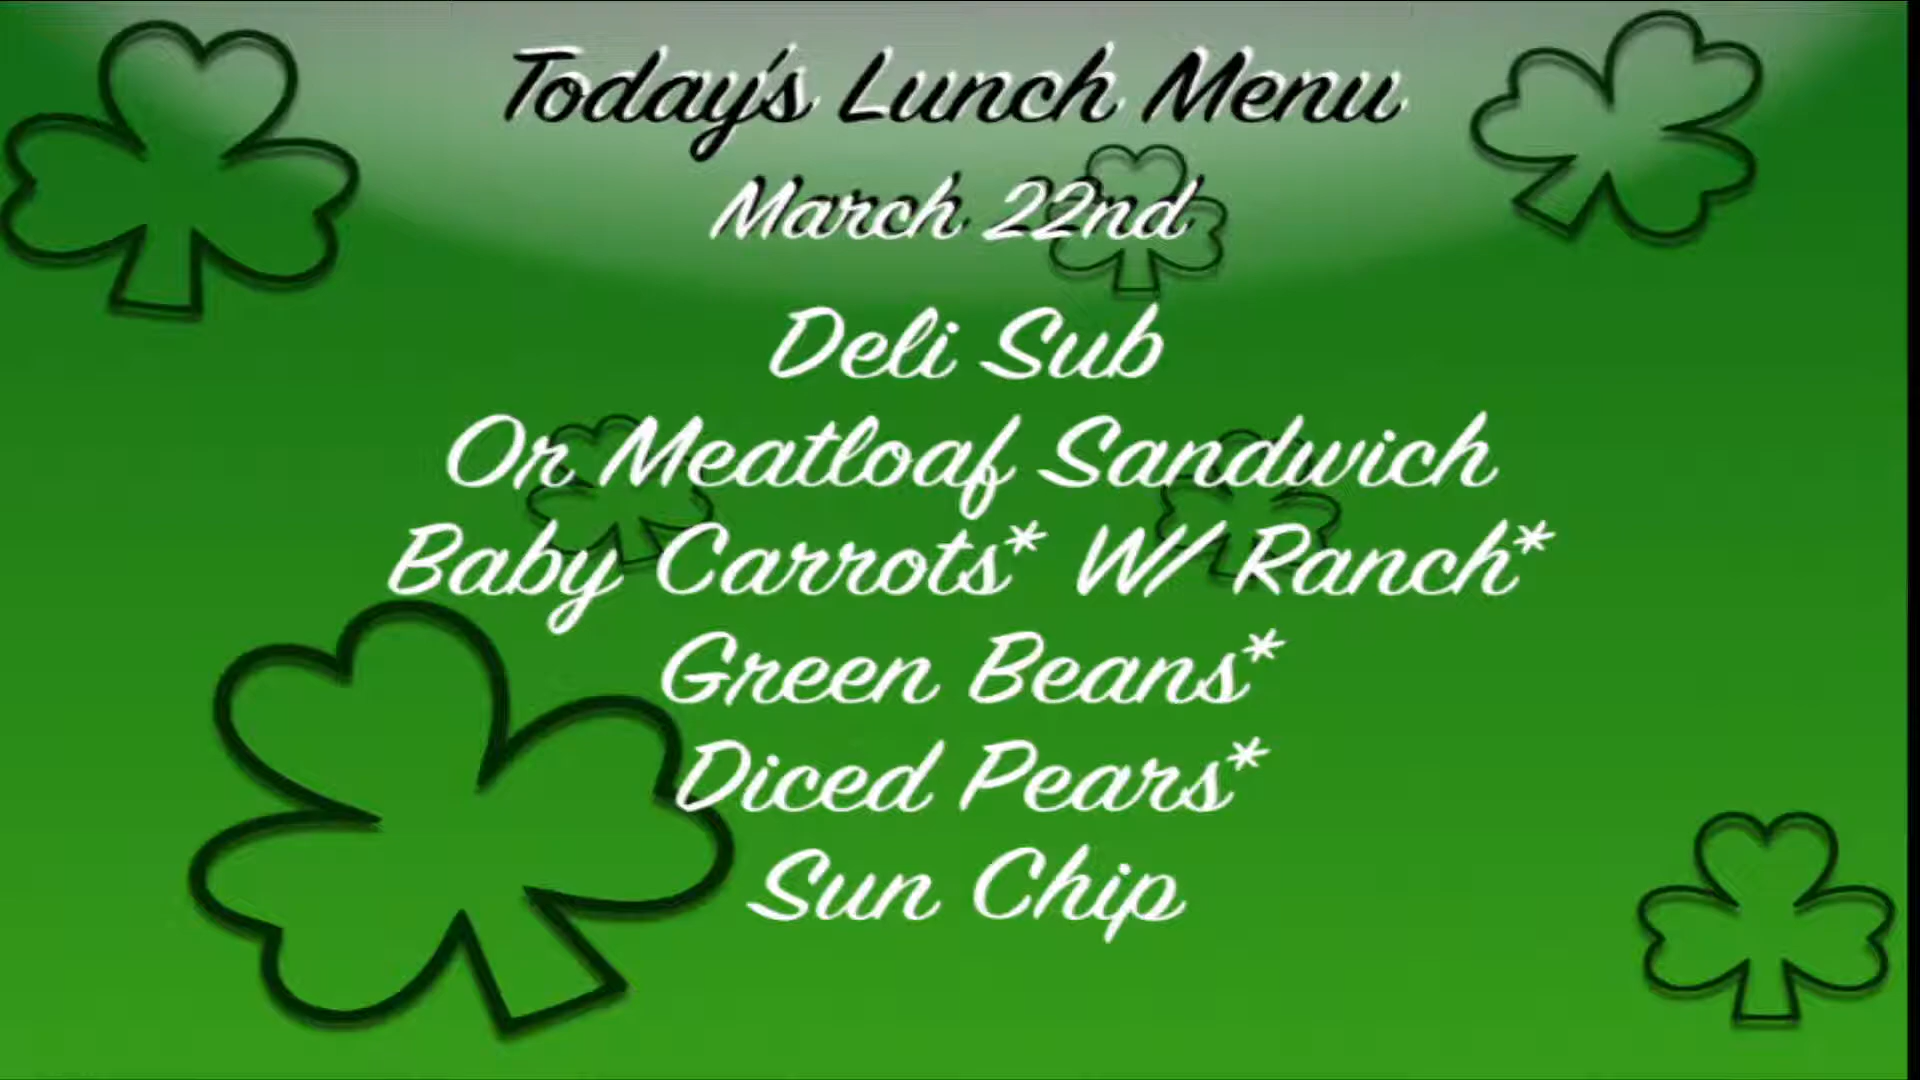 Today's Lunch Menu
March 22nd
Deli Sub
Or Meatloaf Sandwich
Baby Carrots* W/ Ranch*
Green Beans*
Diced Pears*
Sun Chip